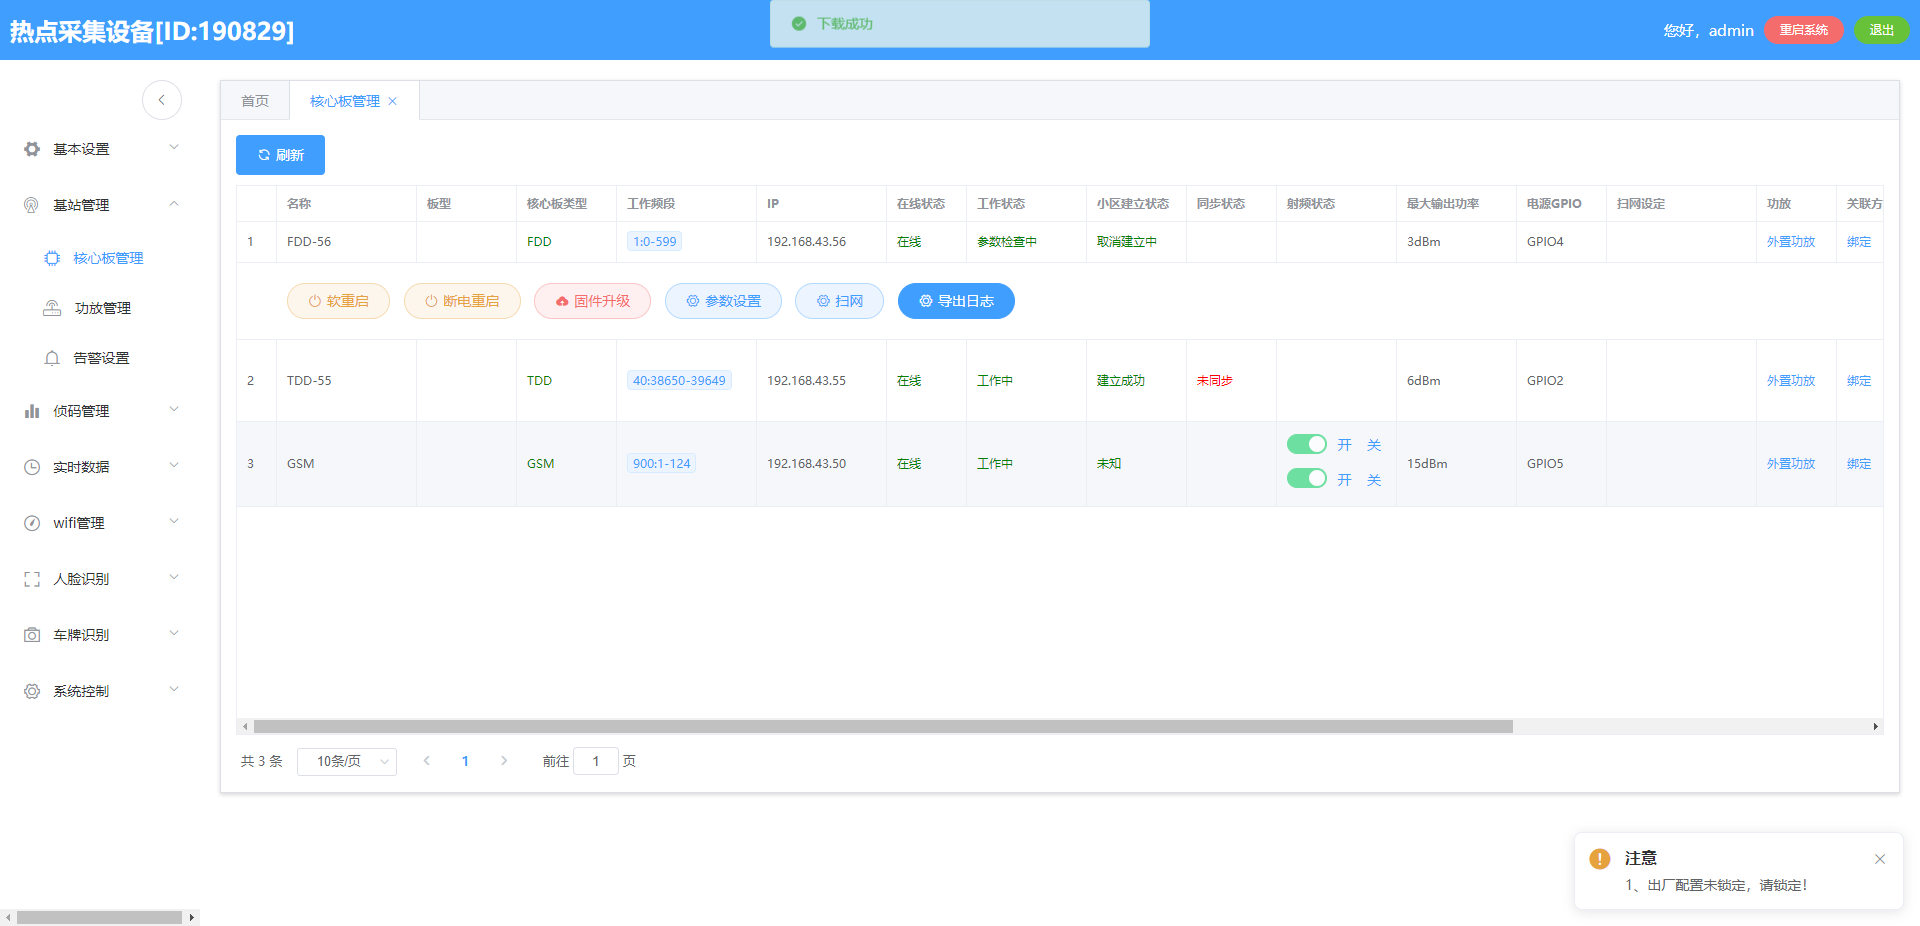 热点采集设备[ID:190829]
下载成功
您好，admin
重启系统
退出
首页
核心板管理
基本设置
基站管理
核心板管理
功放管理
告警设置
侦码管理
实时数据
wifi管理
人脸识别
车牌识别
系统控制
刷新
名称 板型 核心板类型 工作频段 IP 在线状态 工作状态 小区建立状态 同步状态 射频状态 最大输出功率 电源GPIO 扫网设定 功放 关联方
1 FDD-56 FDD 1:0-599 192.168.43.56 在线 参数检查中 取消建立中 3dBm GPIO4 外置功放 绑定
软重启 断电重启 固件升级 参数设置 扫网 导出日志
2 TDD-55 TDD 40:38650-39649 192.168.43.55 在线 工作中 建立成功 未同步 6dBm GPIO2 外置功放 绑定
开 关
3 GSM GSM 900:1-124 192.168.43.50 在线 工作中 未知 15dBm GPIO5 外置功放 绑定
开 关
共 3 条 10条/页 1 前往 1 页
注意
1、出厂配置未锁定，请锁定！